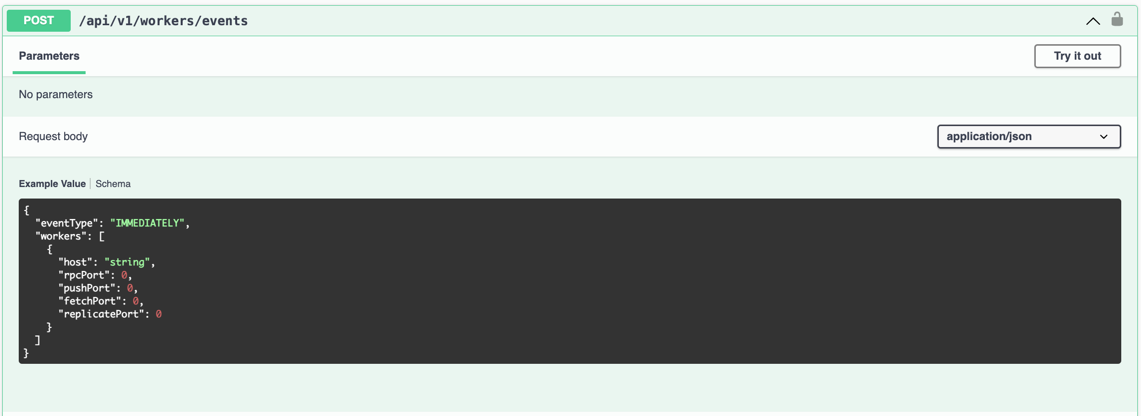 POST /api/v1/workers/events
Parameters Try it out
No parameters
Request body application/json
Example Value Schema
{
  "eventType": "IMMEDIATELY",
  "workers": [
    {
      "host": "string",
      "rpcPort": 0,
      "pushPort": 0,
      "fetchPort": 0,
      "replicatePort": 0
    }
  ]
}